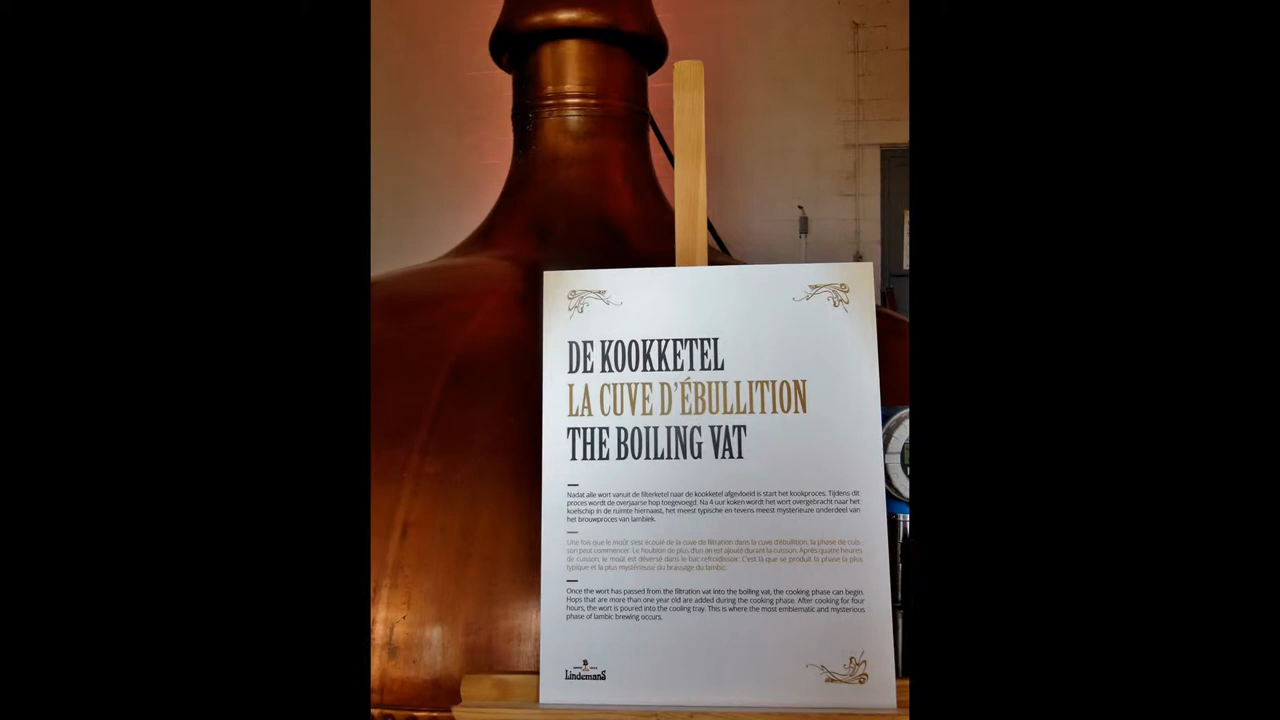 DE KOOKKETEL
LA CUVE D'ÉBULLITION
THE BOILING VAT
Nadat alle wort vanuit de filterketel naar de kookketel afgevloeid is start het kookproces. Tijdens dit
proces wordt de overjaarse hop toegevoegd. Na 4 uur koken wordt het wort overgebracht naar het
koelschip in de ruimte hiernaast, het meest typische en tevens meest mysterieuze onderdeel van
het brouwproces van lambiek.
Une fois que le moût s'est écoulé de la cuve de filtration dans la cuve d'ébullition, la phase de cuis-
son peut commencer. Le houblon de plus d'un an est ajouté durant la cuisson. Après quatre heures
de cuisson, le moût est déversé dans le bac refroidissoir. C'est là que se produit la phase la plus
typique et la plus mystérieuse du brassage du lambic.
Once the wort has passed from the filtration vat into the boiling vat, the cooking phase can begin.
Hops that are more than one year old are added during the cooking phase. After cooking for four
hours, the wort is poured into the cooling tray. This is where the most emblematic and mysterious
phase of lambic brewing occurs.
Lindemans